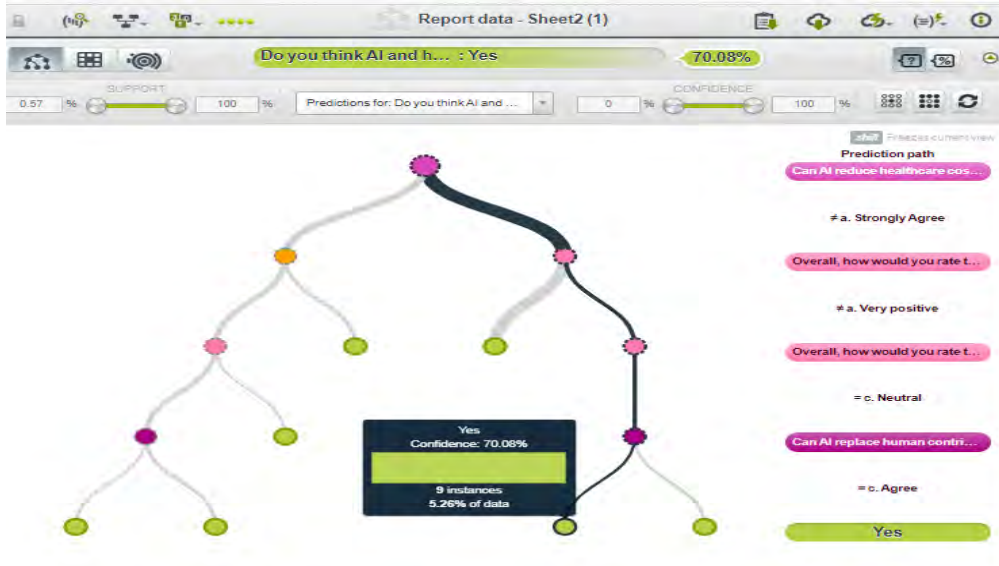 Report data - Sheet2 (1)
Do you think AI and h... : Yes
70.08%
SUPPORT
CONFIDENCE
0.57 % 100 %
Predictions for: Do you think AI and ...
0 % 100 %
shift Freezes current view
Prediction path
Can AI reduce healthcare cos...
≠ a. Strongly Agree
Overall, how would you rate t...
≠ a. Very positive
Overall, how would you rate t...
= c. Neutral
Can AI replace human contri...
= c. Agree
Yes
Yes
Confidence: 70.08%
9 instances
5.26% of data